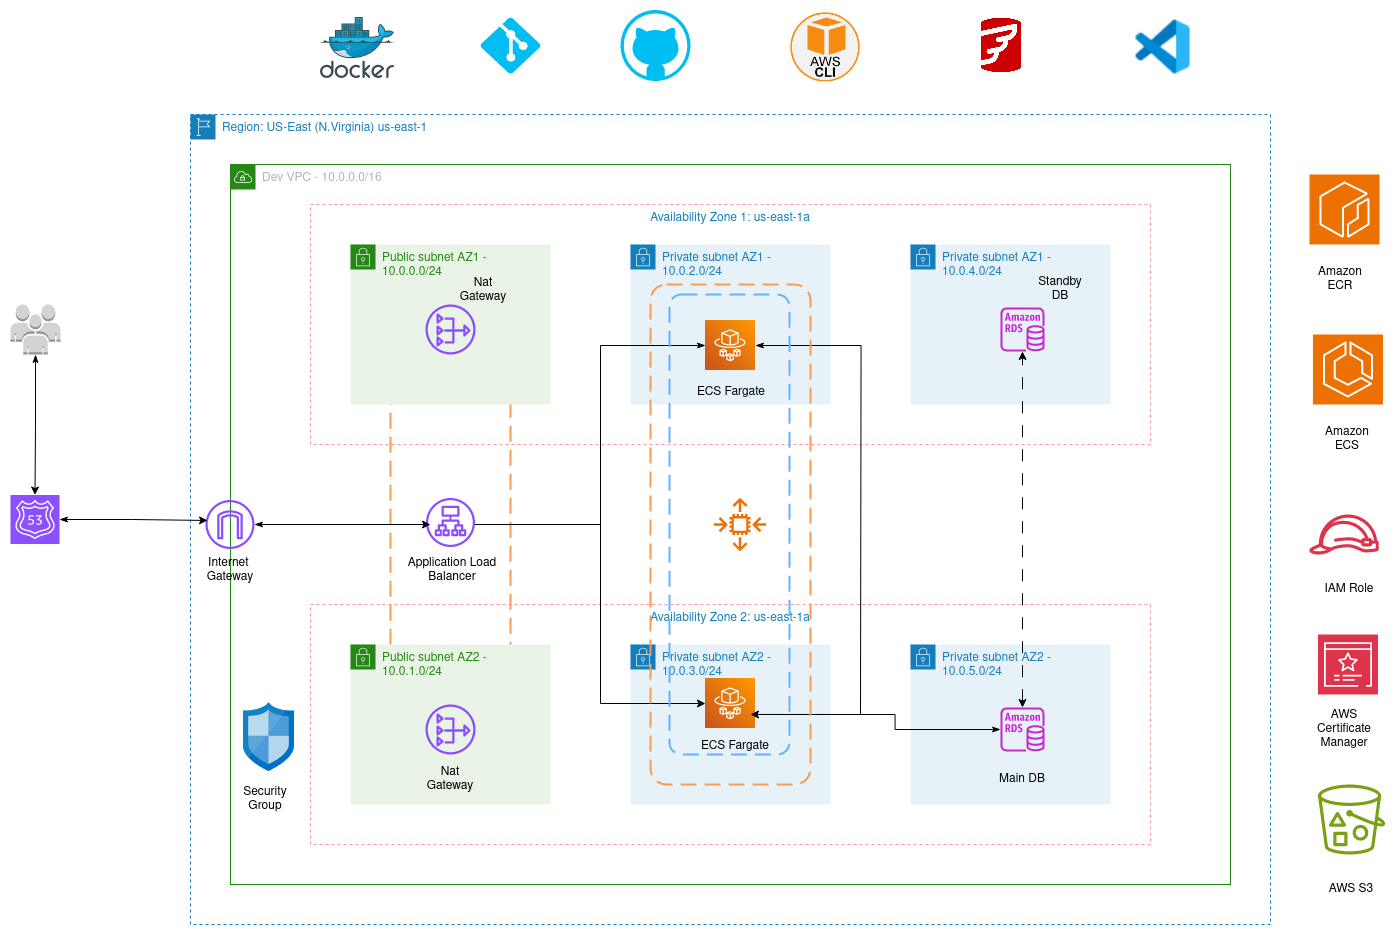 docker
AWS
CLI
Region: US-East (N.Virginia) us-east-1
Dev VPC - 10.0.0.0/16
Availability Zone 1: us-east-1a
Public subnet AZ1 -
10.0.0.0/24
Nat
Gateway
Private subnet AZ1 -
10.0.2.0/24
ECS Fargate
Private subnet AZ1 -
10.0.4.0/24
Standby
DB
Amazon
RDS
53
Internet
Gateway
Application Load
Balancer
Availability Zone 2: us-east-1a
Public subnet AZ2 -
10.0.1.0/24
Nat
Gateway
Private subnet AZ2 -
10.0.3.0/24
ECS Fargate
Private subnet AZ2 -
10.0.5.0/24
Amazon
RDS
Main DB
Security
Group
Amazon
ECR
Amazon
ECS
IAM Role
AWS
Certificate
Manager
AWS S3